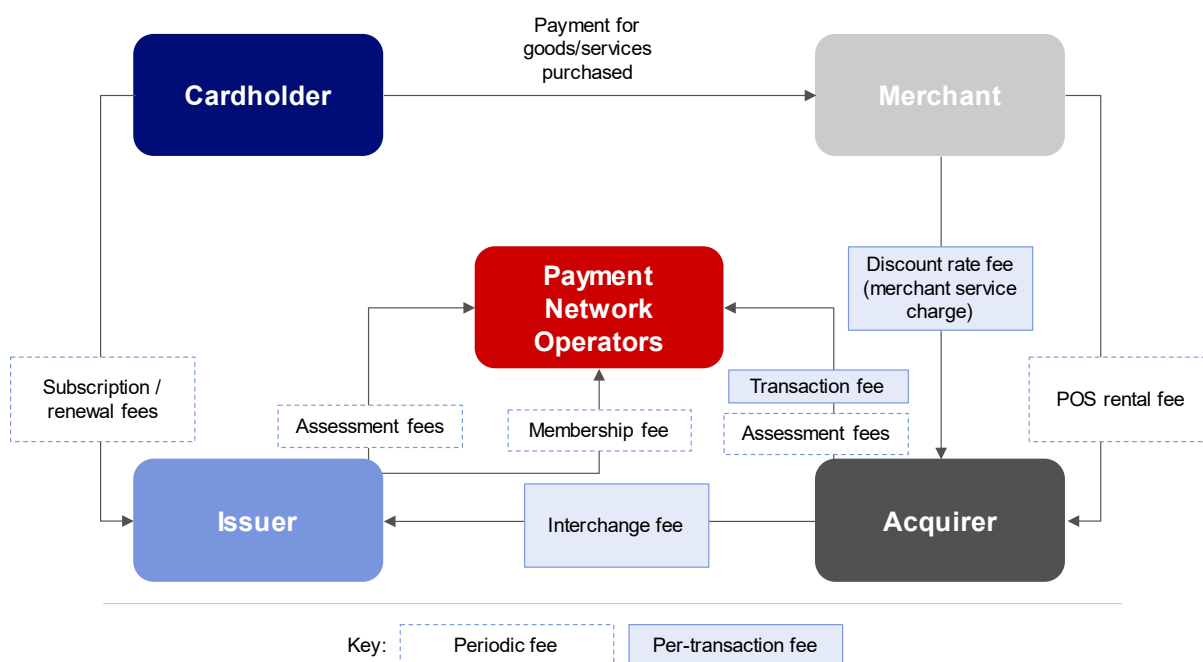 Payment for
goods/services
purchased
Cardholder
Merchant
Payment
Network
Operators
Discount rate fee
(merchant service
charge)
Subscription /
renewal fees
Assessment fees
Membership fee
Transaction fee
Assessment fees
POS rental fee
Issuer
Interchange fee
Acquirer
Key:
Periodic fee
Per-transaction fee